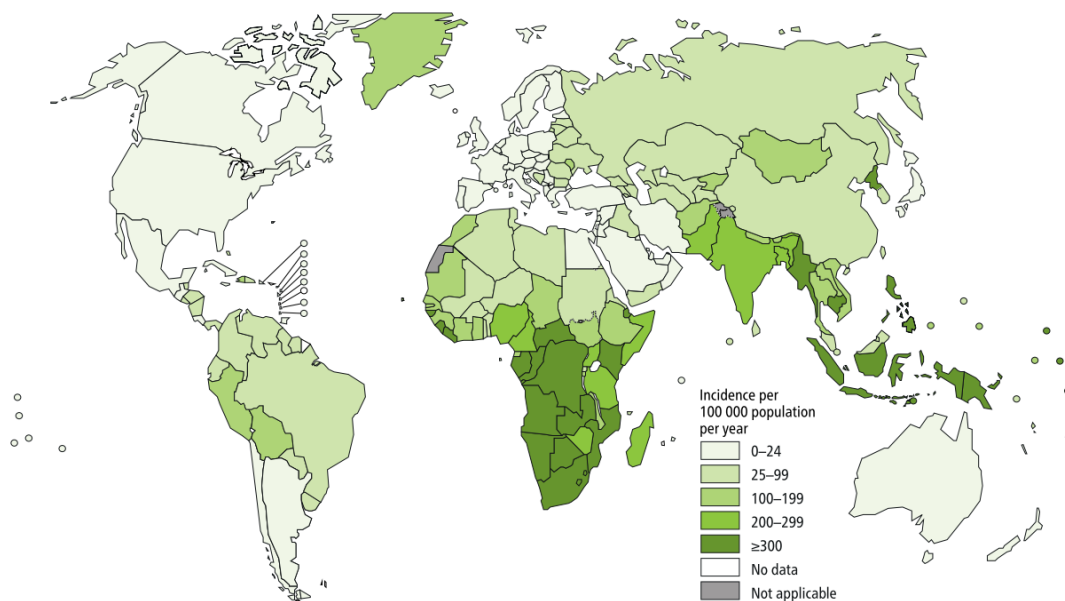 Incidence per
100 000 population
per year
0–24
25–99
100–199
200–299
≥300
No data
Not applicable